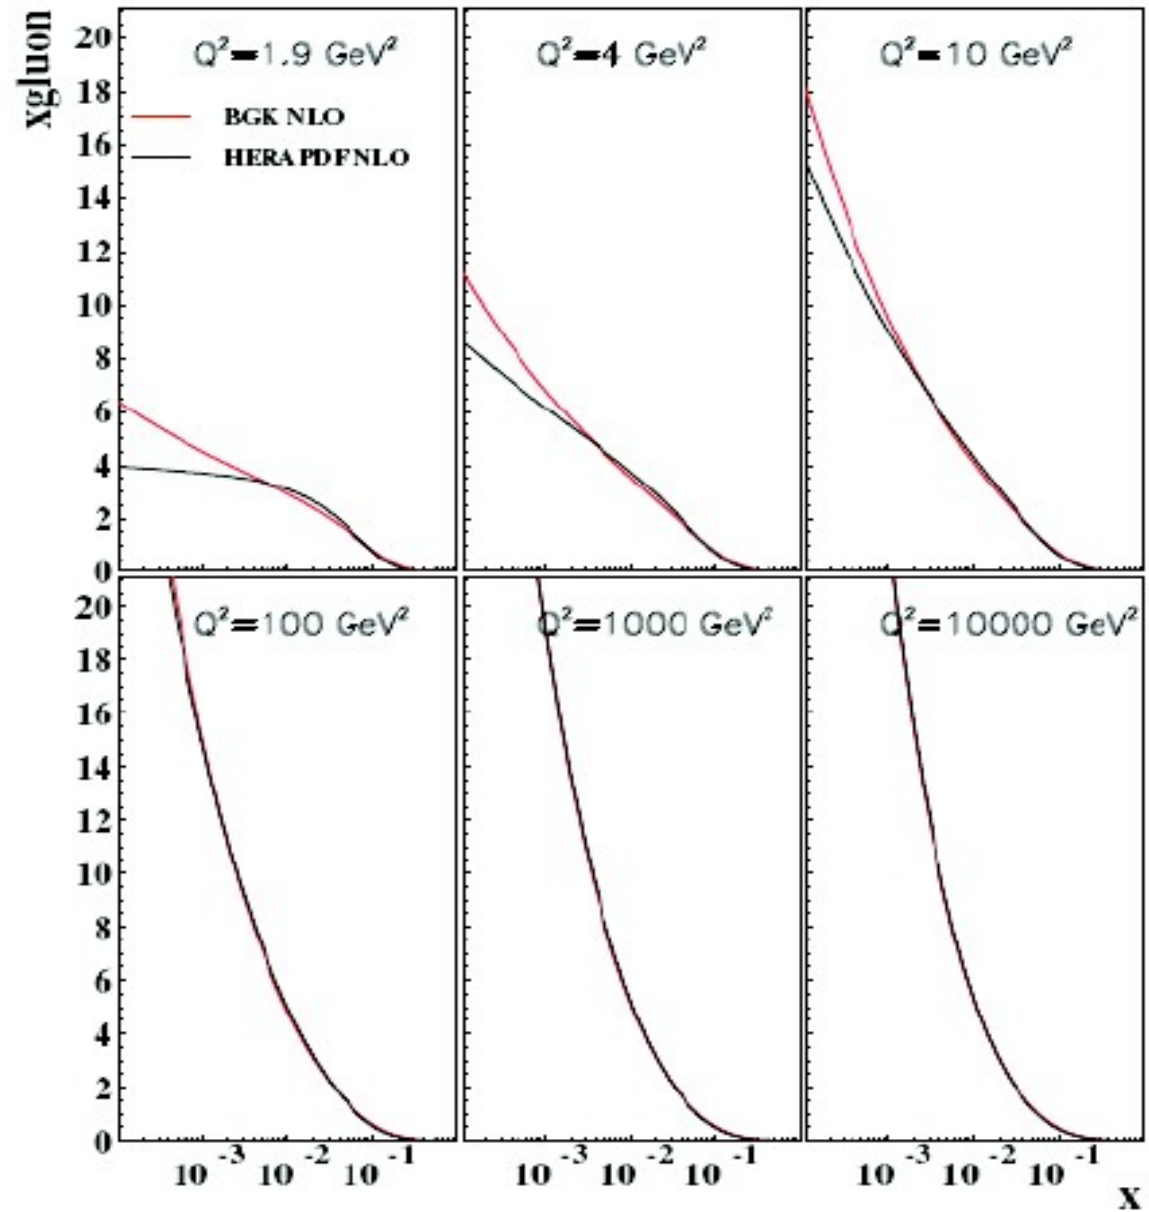 xgluon
20
18
16
14
12
10
8
6
4
2
0
Q²=1.9 GeV²
BGK NLO
HERAPDFNLO
Q²=4 GeV²
Q²=10 GeV²
20
18
16
14
12
10
8
6
4
2
0
Q²=100 GeV²
Q²=1000 GeV²
Q²=10000 GeV²
10⁻³ 10⁻² 10⁻¹
10⁻³ 10⁻² 10⁻¹
10⁻³ 10⁻² 10⁻¹
x